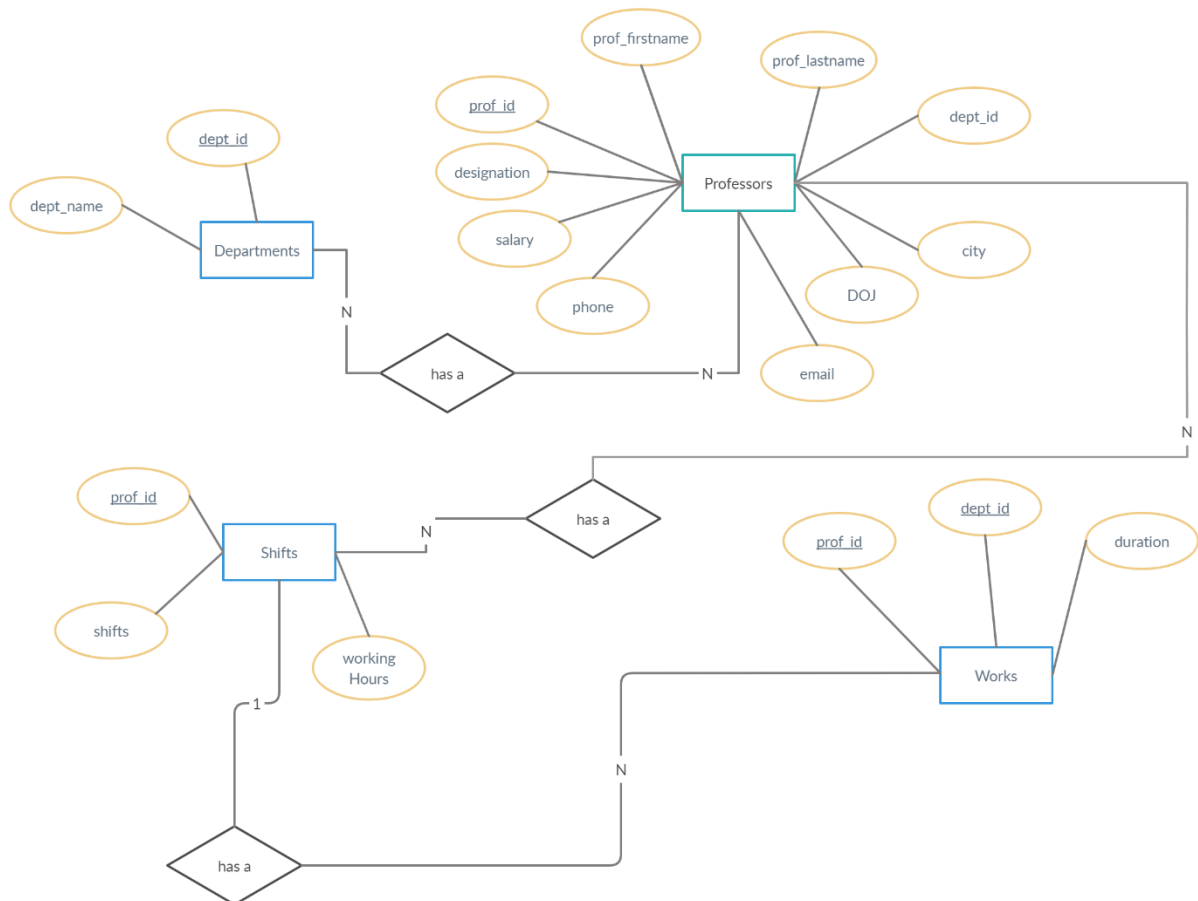 prof_firstname
prof_lastname
prof_id
dept_id
dept_id
designation
Professors
dept_name
salary
Departments
city
phone
DOJ
N
has a
N
email
N
prof_id
dept_id
N
has a
prof_id
duration
Shifts
shifts
working
Hours
Works
1
N
has a